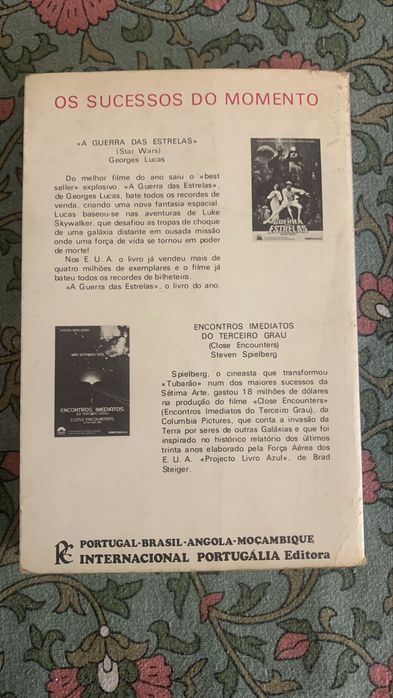 OS SUCESSOS DO MOMENTO
«A GUERRA DAS ESTRELAS»
(Star Wars)
Georges Lucas
Do melhor filme do ano saiu o «best
seller» explosivo. «A Guerra das Estrelas»,
de Georges Lucas, bate todos os recordes de
venda, criando uma nova fantasia espacial.
Lucas baseou-se nas aventuras de Luke
Skywalker, que desafiou as tropas de choque
de uma galáxia distante em ousada missão
onde uma força de vida se tornou em poder
de morte!
Nos E. U. A. o livro já vendeu mais de
quatro milhões de exemplares e o filme já
bateu todos os recordes de bilheteira.
«A Guerra das Estrelas», o livro do ano.
GUERRA
ESTRELAS
ENCONTROS IMEDIATOS
DO TERCEIRO GRAU
(Close Encounters)
Steven Spielberg
Spielberg, o cineasta que transformou
«Tubarão» num dos maiores sucessos da
Sétima Arte, gastou 18 milhões de dólares
na produção do filme «Close Encounters»
(Encontros Imediatos do Terceiro Grau), da
Columbia Pictures, que conta a invasão da
Terra por seres de outras Galáxias e que foi
inspirado no histórico relatório dos últimos
trinta anos elaborado pela Força Aérea dos
E. U. A. «Projecto Livro Azul», de Brad
Steiger.
STEVEN SPIELBERG
NÃO ESTAMOS SÓS
ENCONTROS IMEDIATOS
DO TERCEIRO GRAU
CLOSE ENCOUNTERS
PORTUGAL-BRASIL-ANGOLA-MOÇAMBIQUE
INTERNACIONAL PORTUGÁLIA Editora